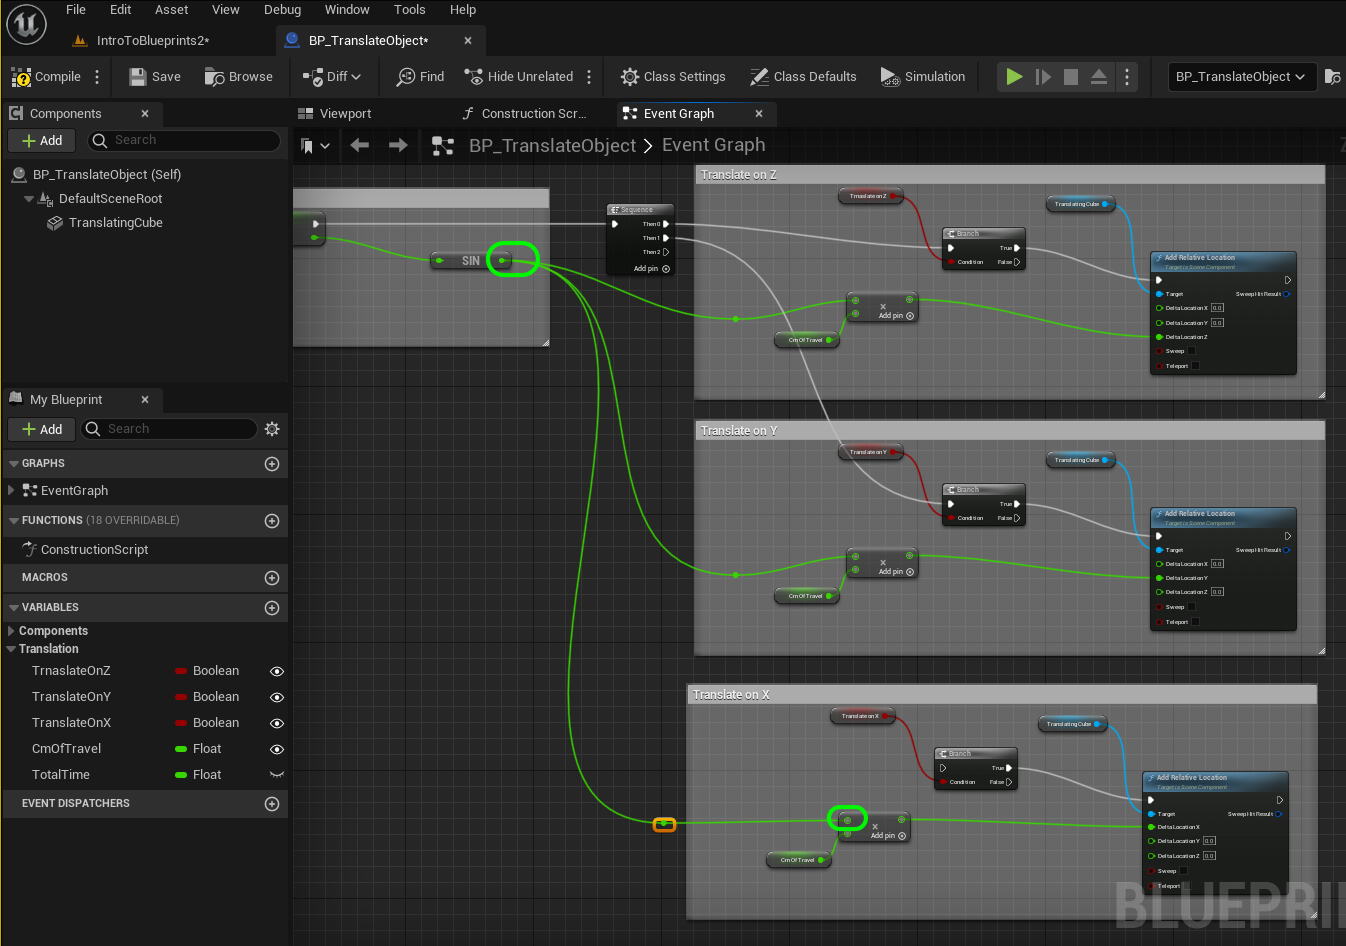 File Edit Asset View Debug Window Tools Help
IntroToBlueprints2*
BP_TranslateObject*
Compile
Save
Browse
Diff
Find
Hide Unrelated
Class Settings
Class Defaults
Simulation
BP_TranslateObject
Components
Add
Search
BP_TranslateObject (Self)
DefaultSceneRoot
TranslatingCube
My Blueprint
Add
Search
GRAPHS
EventGraph
FUNCTIONS (18 OVERRIDABLE)
ConstructionScript
MACROS
VARIABLES
Components
Translation
TrnaslateOnZ Boolean
TranslateOnY Boolean
TranslateOnX Boolean
CmOfTravel Float
TotalTime Float
EVENT DISPATCHERS
Viewport
Construction Scr...
Event Graph
BP_TranslateObject > Event Graph
SIN
Sequence
Then 0
Then 1
Then 2
Add pin
Translate on Z
Trnaslate on Z
Translating Cube
Branch
True
Condition False
Add Relative Location
Target is Scene Component
Target Sweep Hit Result
Delta Location X 0.0
Delta Location Y 0.0
Delta Location Z
Sweep
Teleport
x
Add pin
Cm Of Travel
Translate on Y
Translate on Y
Translating Cube
Branch
True
Condition False
Add Relative Location
Target is Scene Component
Target Sweep Hit Result
Delta Location X 0.0
Delta Location Y
Delta Location Z 0.0
Sweep
Teleport
x
Add pin
Cm Of Travel
Translate on X
Translate on X
Translating Cube
Branch
True
Condition False
Add Relative Location
Target is Scene Component
Target Sweep Hit Result
Delta Location X
Delta Location Y 0.0
Delta Location Z 0.0
Sweep
Teleport
x
Add pin
Cm Of Travel
BLUEPRI